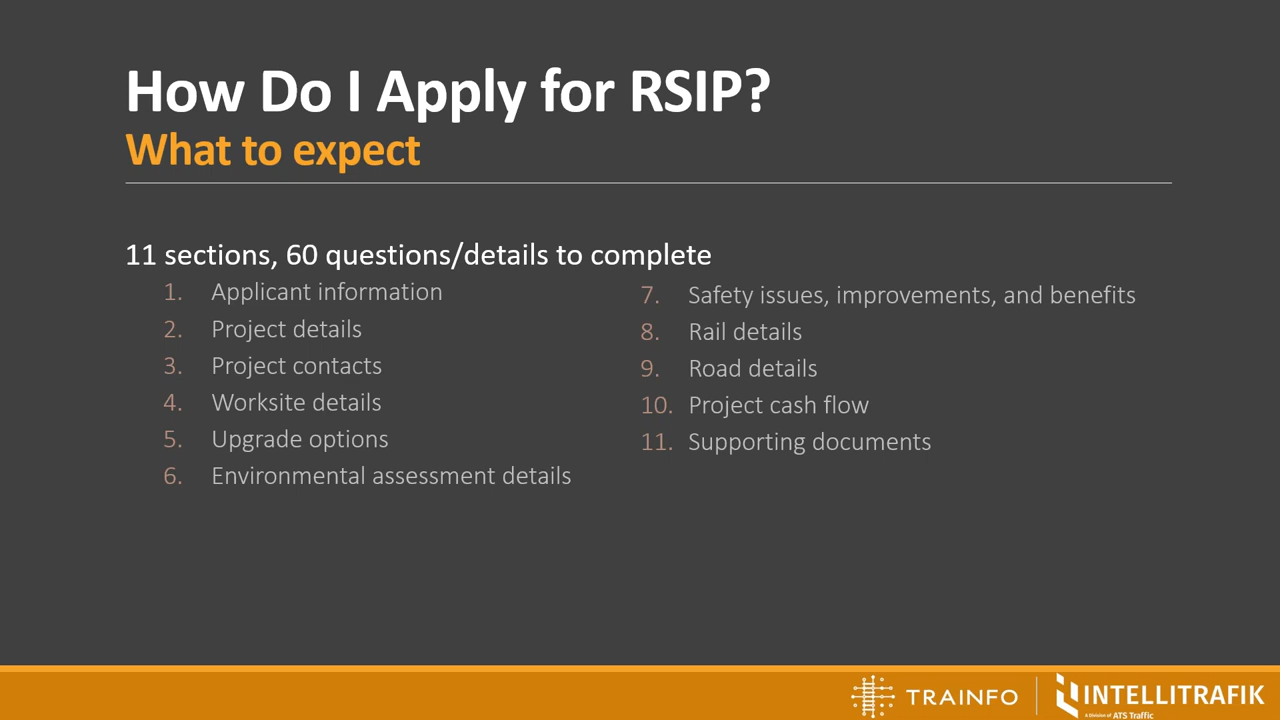 How Do I Apply for RSIP?
What to expect
11 sections, 60 questions/details to complete
1. Applicant information
2. Project details
3. Project contacts
4. Worksite details
5. Upgrade options
6. Environmental assessment details
7. Safety issues, improvements, and benefits
8. Rail details
9. Road details
10. Project cash flow
11. Supporting documents
TRAINFO
INTELLITRAFIK
A Division of ATS Traffic